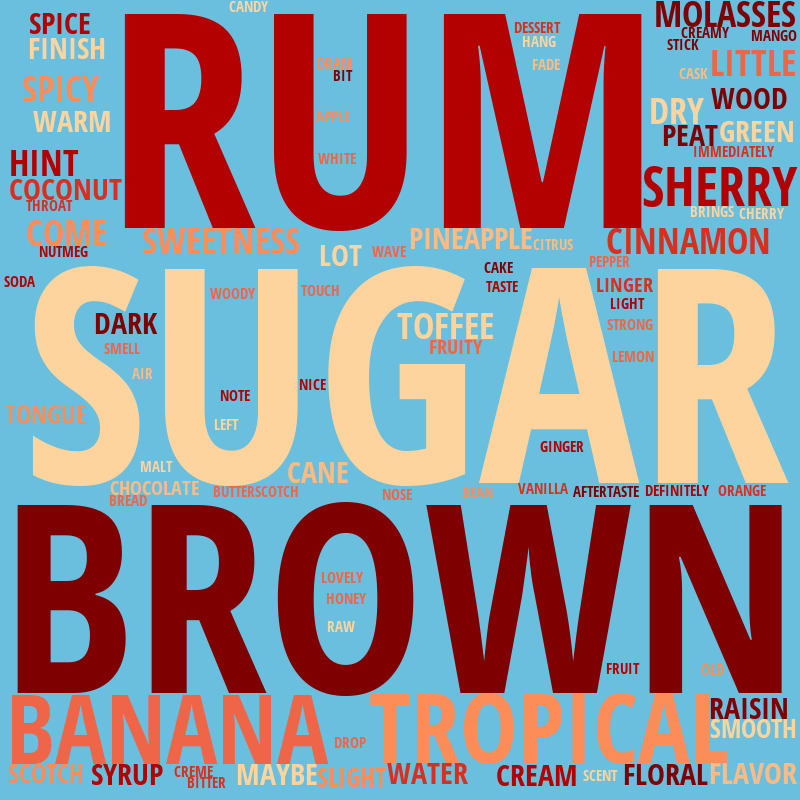 CANDY
SPICE
RUM
DESSERT
MOLASSES
FINISH
HANG
CREAMY
STICK
MANGO
DRAM
BIT
FADE
CASK
LITTLE
SPICY
WOOD
WARM
APPLE
DRY
PEAT
GREEN
HINT
WHITE
IMMEDIATELY
COCONUT
SHERRY
THROAT
BRINGS
CHERRY
COME
SWEETNESS
PINEAPPLE
CITRUS
CINNAMON
NUTMEG
LOT
WAVE
PEPPER
SODA
SUGAR
CAKE
TASTE
LINGER
WOODY
TOUCH
LIGHT
DARK
TOFFEE
STRONG
SMELL
FRUITY
LEMON
AIR
NICE
NOTE
TONGUE
LEFT
GINGER
MALT
CANE
CHOCOLATE
BUTTERSCOTCH
NOSE
BEAN
VANILLA
AFTERTASTE
DEFINITELY
ORANGE
BREAD
BROWN
LOVELY
HONEY
RAW
FRUIT
OLD
BANANA
TROPICAL
RAISIN
SMOOTH
DROP
SCOTCH
SYRUP
CREME
BITTER
MAYBE
SLIGHT
WATER
CREAM
SCENT
FLORAL
FLAVOR